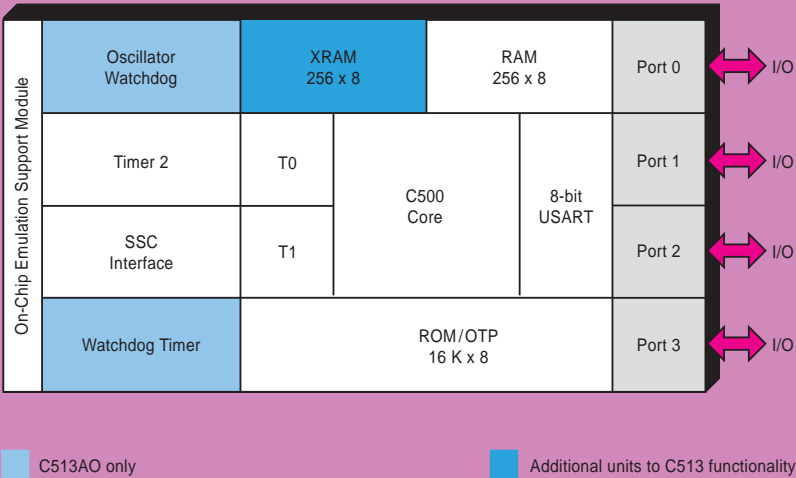 On-Chip Emulation Support Module
Oscillator
Watchdog
XRAM
256 x 8
RAM
256 x 8
Port 0
I/O
Timer 2
T0
C500
Core
8-bit
USART
Port 1
I/O
SSC
Interface
T1
Port 2
I/O
Watchdog Timer
ROM/OTP
16 K x 8
Port 3
I/O
C513AO only
Additional units to C513 functionality